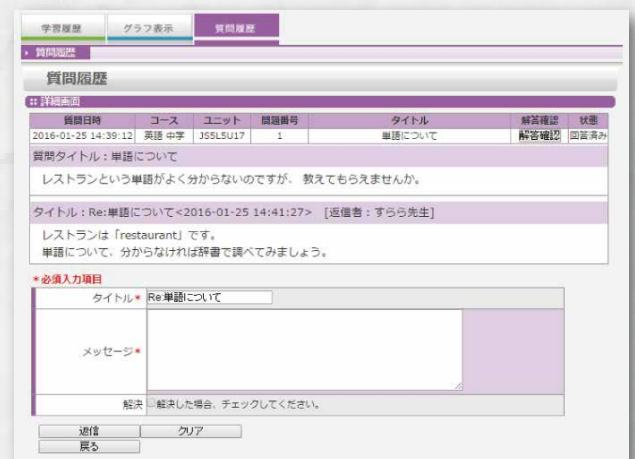 学習履歴 グラフ表示 質問履歴
質問履歴
質問履歴
詳細画面
質問日時 コース ユニット 問題番号 タイトル 解答確認 状態
2016-01-25 14:39:12 英語 中学 JS5L5U17 1 単語について 解答確認 回答済み
質問タイトル：単語について
レストランという単語がよく分からないのですが、 教えてもらえませんか。
タイトル：Re:単語について<2016-01-25 14:41:27> [返信者：すらら先生]
レストランは「restaurant」です。
単語について、分からなければ辞書で調べてみましょう。
*必須入力項目
タイトル* Re:単語について
メッセージ*
解決 解決した場合、チェックしてください。
返信 クリア
戻る